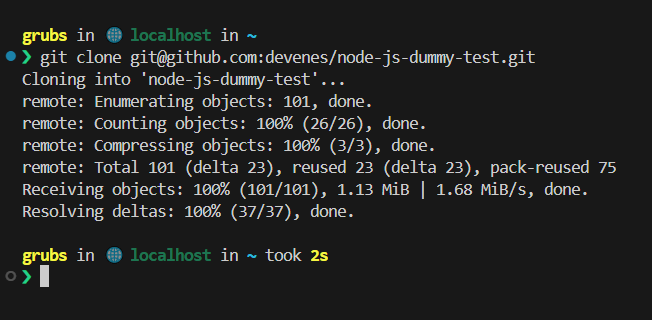 grubs in 🌐 localhost in ~
❯ git clone git@github.com:devenes/node-js-dummy-test.git
Cloning into 'node-js-dummy-test'...
remote: Enumerating objects: 101, done.
remote: Counting objects: 100% (26/26), done.
remote: Compressing objects: 100% (3/3), done.
remote: Total 101 (delta 23), reused 23 (delta 23), pack-reused 75
Receiving objects: 100% (101/101), 1.13 MiB | 1.68 MiB/s, done.
Resolving deltas: 100% (37/37), done.
grubs in 🌐 localhost in ~ took 2s
❯